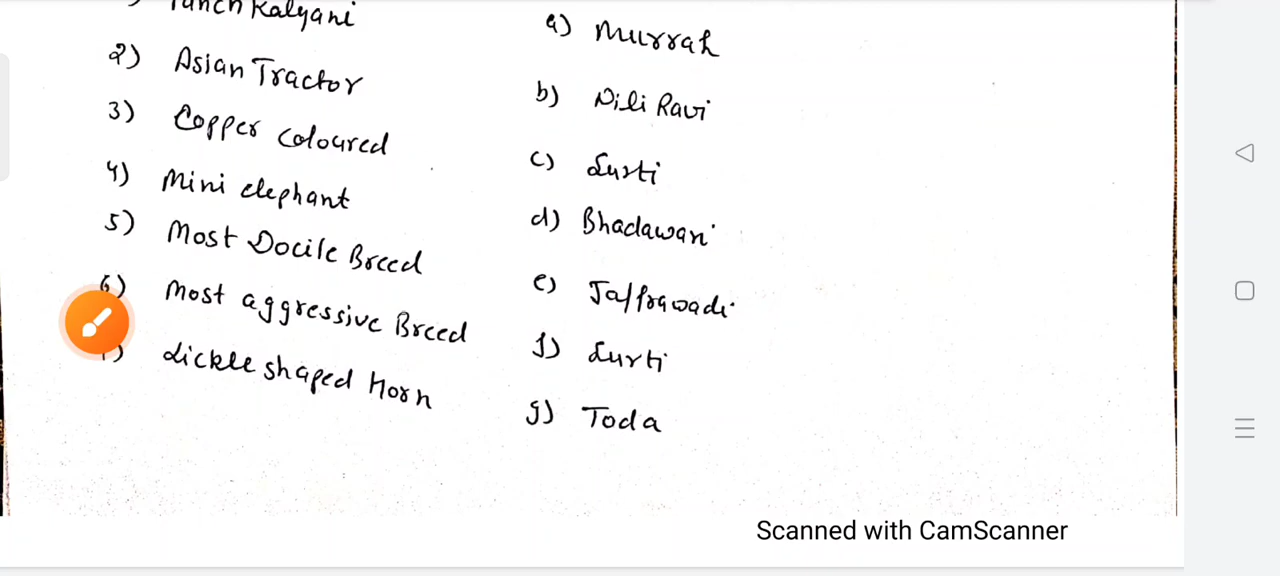 Panch Kalyani
a) Murrah
2) Asian Tractor
b) Nili Ravi
3) Copper coloured
c) Surti
4) Mini elephant
d) Bhadawari
5) Most Docile Breed
e) Jaffrawadi
6) Most aggressive Breed
f) Surti
) Sickle shaped Horn
g) Toda
Scanned with CamScanner